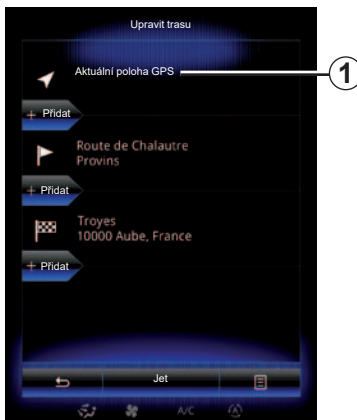 Upravit trasu
Aktuální poloha GPS
1
+ Přidat
Route de Chalautre
Provins
+ Přidat
Troyes
10000 Aube, France
+ Přidat
Jet
A/C
A